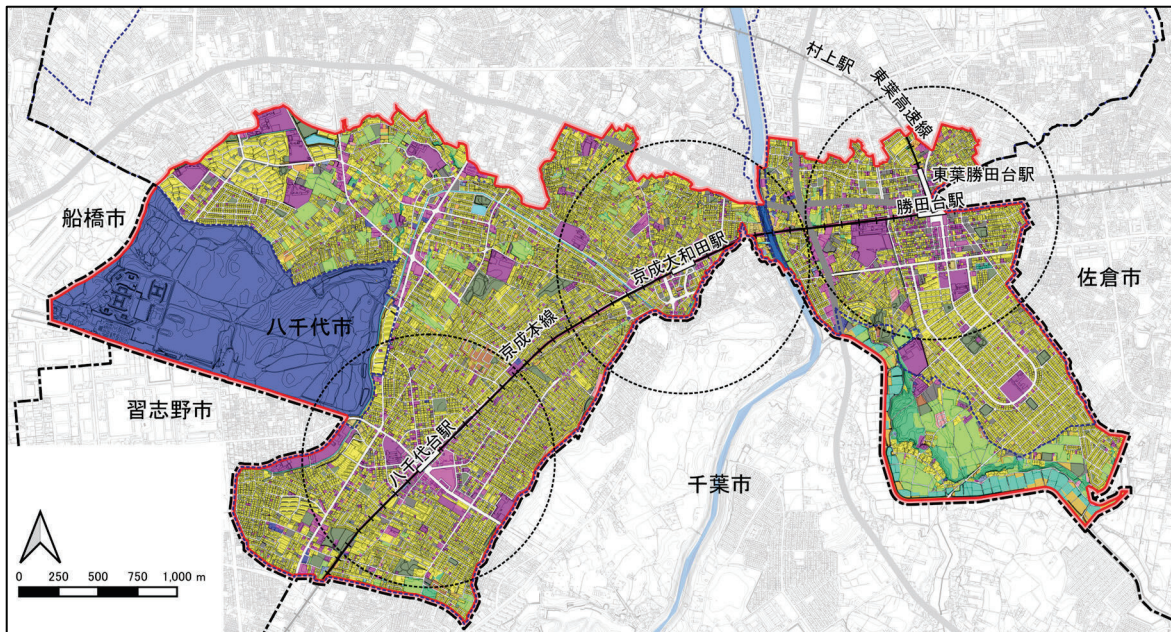 村上駅
東葉高速線
東葉勝田台駅
勝田台駅
船橋市
京成大和田駅
佐倉市
八千代市
京成本線
習志野市
八千代台駅
千葉市
0 250 500 750 1,000 m